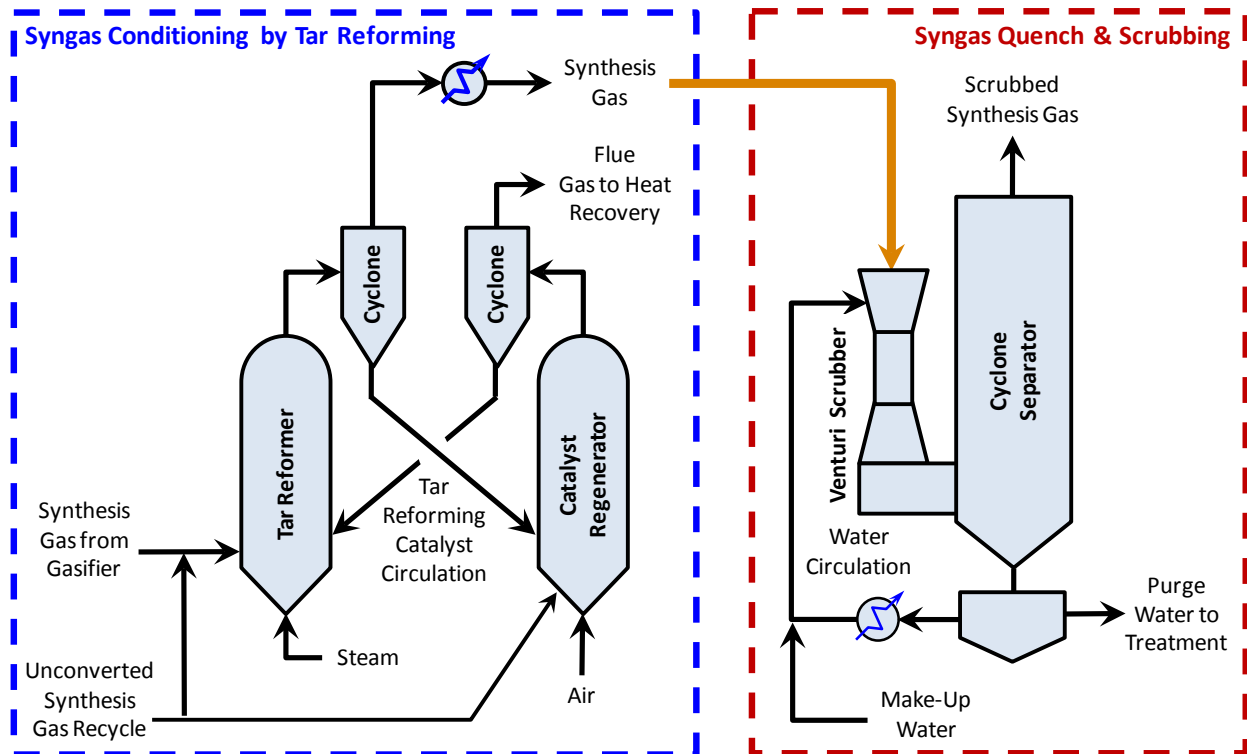 Syngas Conditioning by Tar Reforming
Syngas Quench & Scrubbing
Synthesis
Gas
Scrubbed
Synthesis Gas
Flue
Gas to Heat
Recovery
Cyclone
Cyclone
Tar Reformer
Catalyst
Regenerator
Venturi Scrubber
Cyclone
Separator
Tar
Reforming
Catalyst
Circulation
Synthesis
Gas from
Gasifier
Water
Circulation
Purge
Water to
Treatment
Steam
Unconverted
Synthesis
Gas Recycle
Air
Make-Up
Water